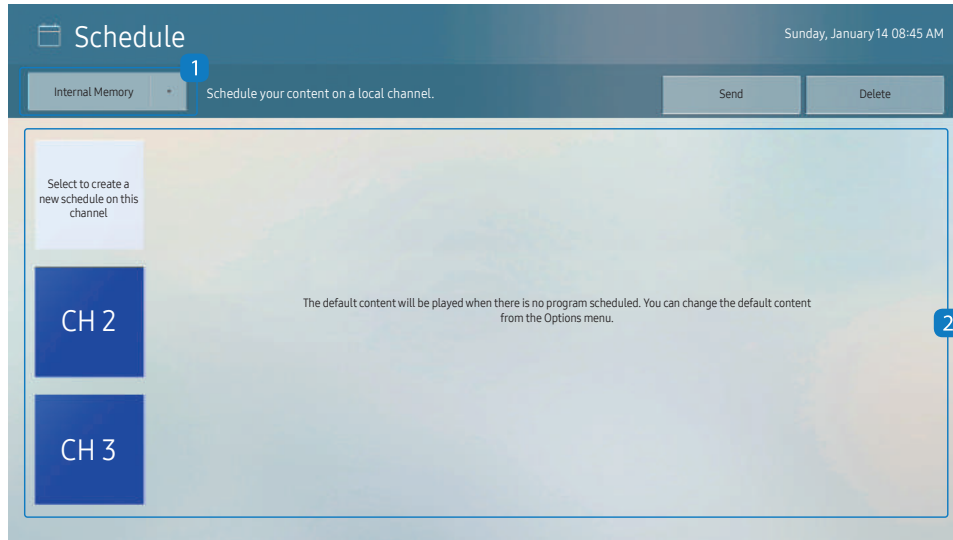 Schedule
Sunday, January 14 08:45 AM
1
Internal Memory
Schedule your content on a local channel.
Send
Delete
Select to create a
new schedule on this
channel
CH 2
The default content will be played when there is no program scheduled. You can change the default content
from the Options menu.
2
CH 3